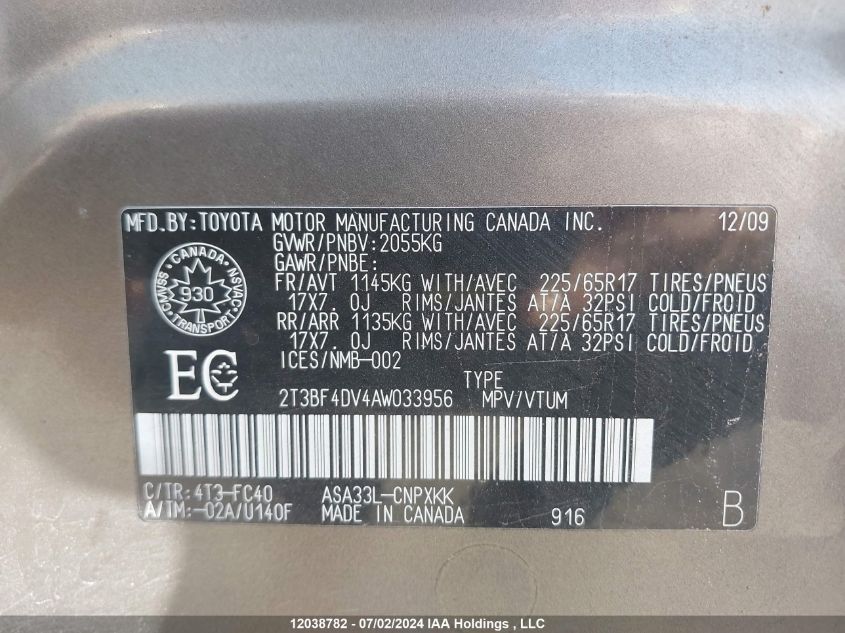 MFD.BY:TOYOTA MOTOR MANUFACTURING CANADA INC. 12/09
GVWR/PNBV:2055KG
GAWR/PNBE:
FR/AVT 1145KG WITH/AVEC 225/65R17 TIRES/PNEUS
17X7. 0J RIMS/JANTES AT/A 32PSI COLD/FROID
RR/ARR 1135KG WITH/AVEC 225/65R17 TIRES/PNEUS
17X7. 0J RIMS/JANTES AT/A 32PSI COLD/FROID
ICES/NMB-002
CANADA
CMVSS 930 NSVAC
TRANSPORT
EC
TYPE
2T3BF4DV4AW033956 MPV/VTUM
C/TR:4T3-FC40 ASA33L-CNPXKK
A/TM:-02A/U140F MADE IN CANADA 916 B
12038782 - 07/02/2024 IAA Holdings , LLC